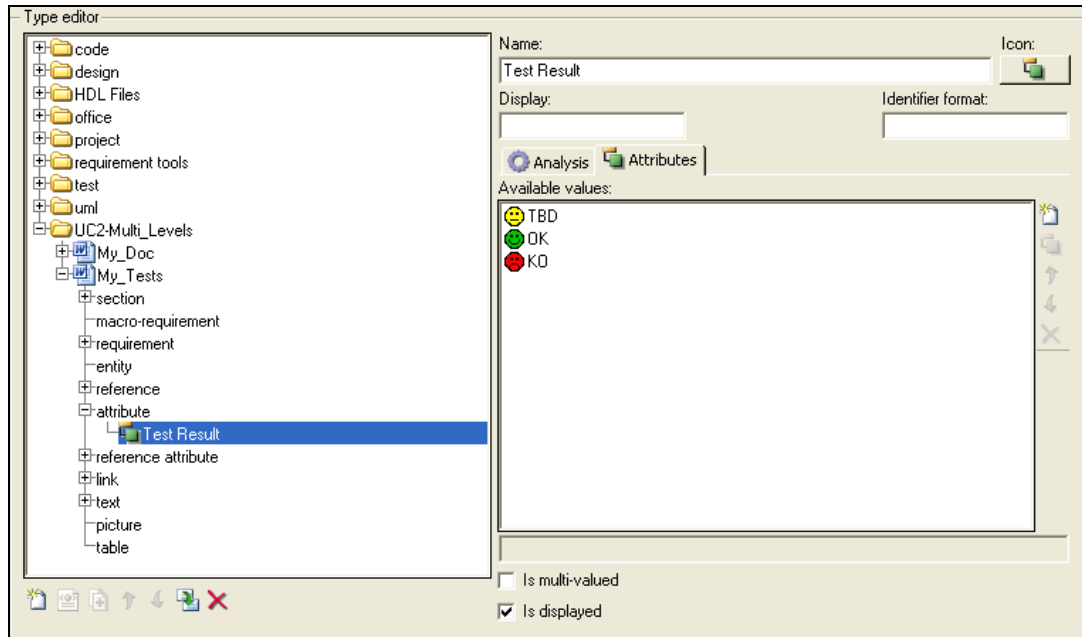 Type editor
code
design
HDL Files
office
project
requirement tools
test
uml
UC2-Multi_Levels
My_Doc
My_Tests
section
macro-requirement
requirement
entity
reference
attribute
Test Result
reference attribute
link
text
picture
table
Name:
Icon:
Test Result
Display:
Identifier format:
Analysis
Attributes
Available values:
TBD
OK
KO
Is multi-valued
Is displayed